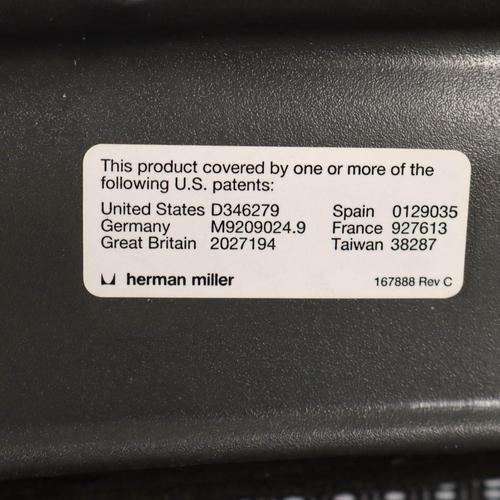 This product covered by one or more of the
following U.S. patents:
United States D346279 Spain 0129035
Germany M9209024.9 France 927613
Great Britain 2027194 Taiwan 38287
herman miller 167888 Rev C